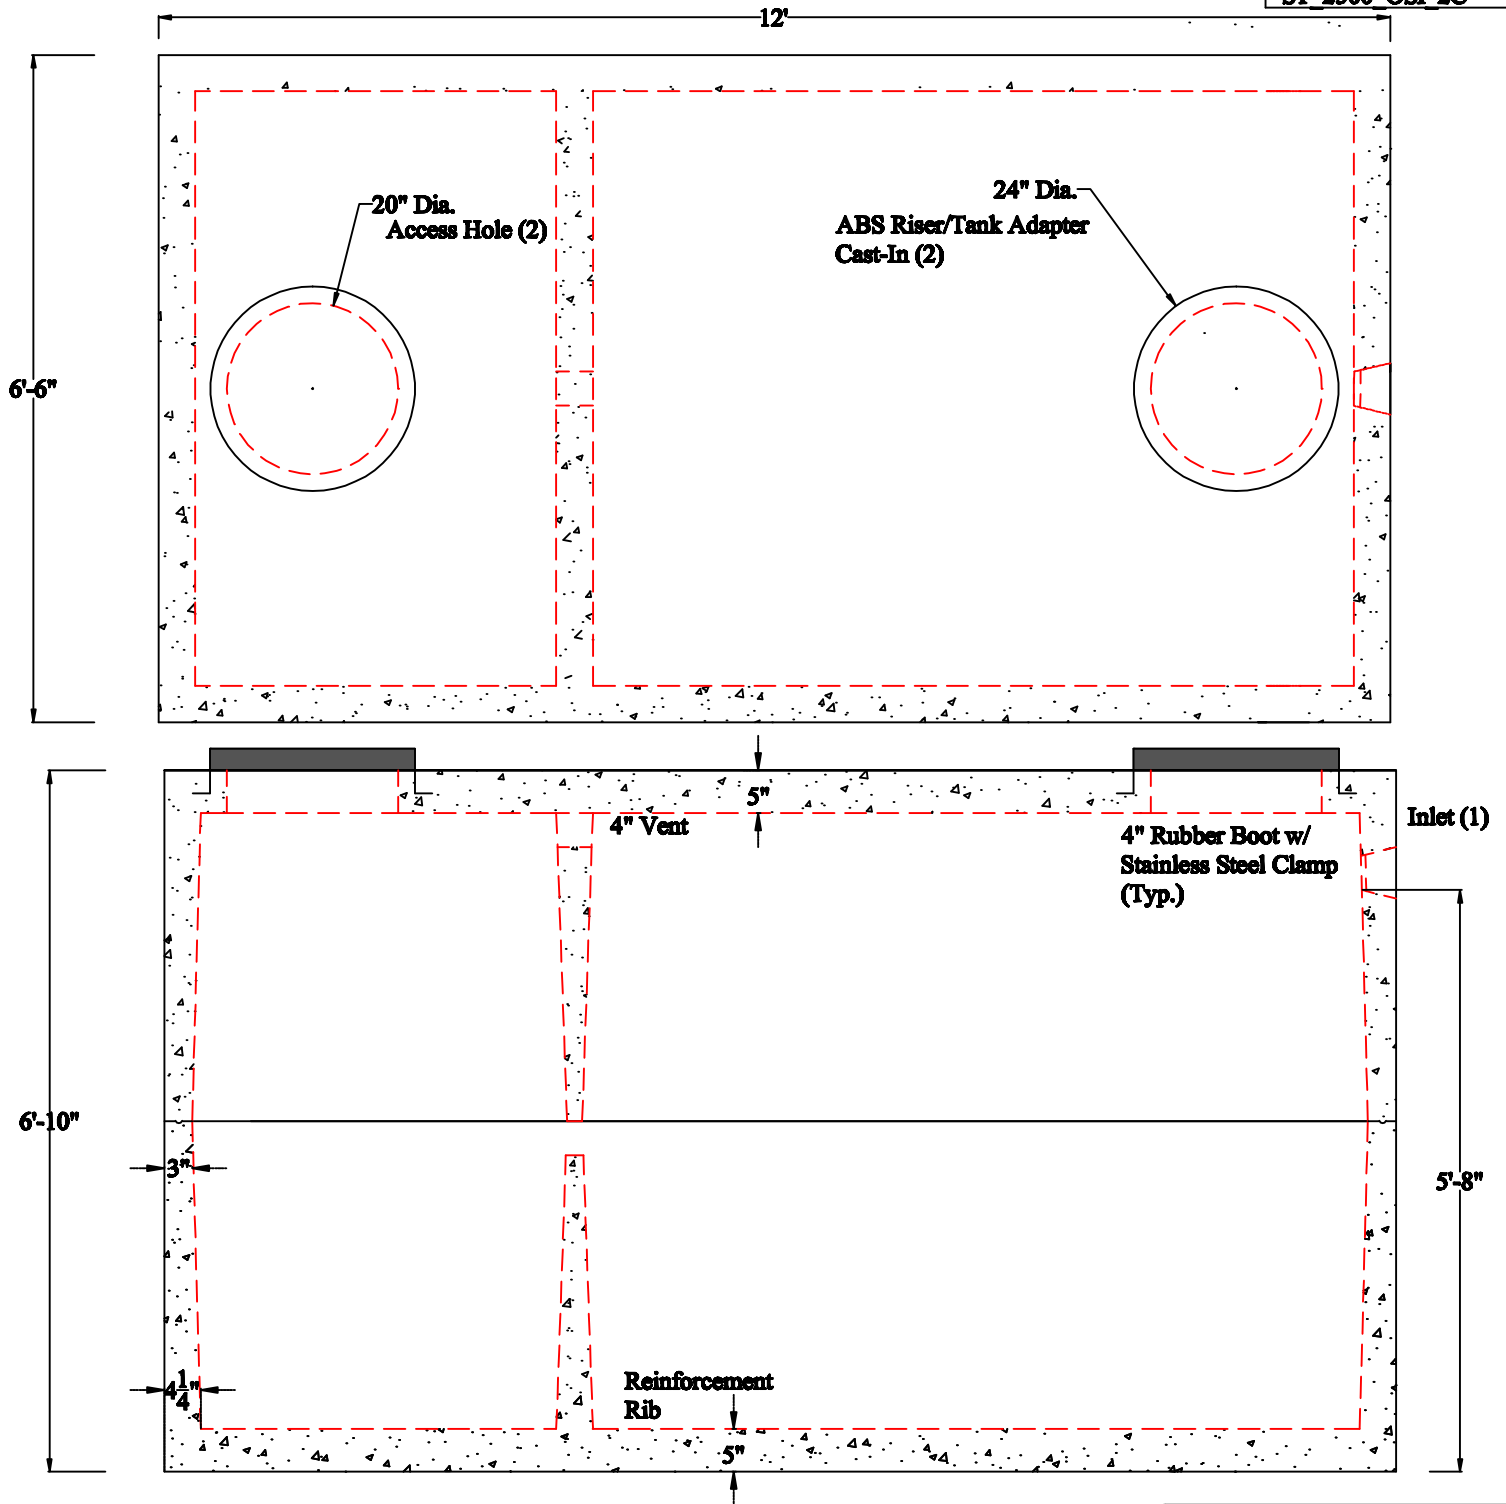 12'
6'-6"
20" Dia.
Access Hole (2)
24" Dia.
ABS Riser/Tank Adapter
Cast-In (2)
5"
4" Vent
4" Rubber Boot w/
Stainless Steel Clamp
(Typ.)
Inlet (1)
6'-10"
3"
5'-8"
4 1/4"
Reinforcement
Rib
5"